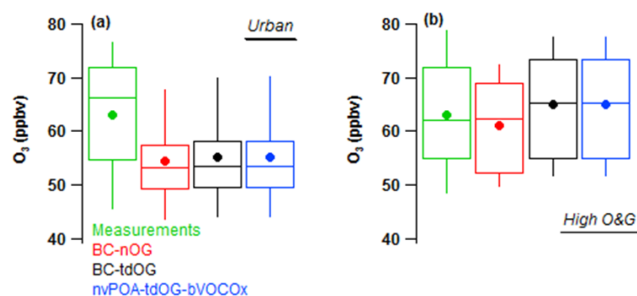 80
(a)
Urban
70
60
50
40
O3 (ppbv)
Measurements
BC-nOG
BC-tdOG
nvPOA-tdOG-bVOCOx
80
(b)
70
60
50
40
O3 (ppbv)
High O&G